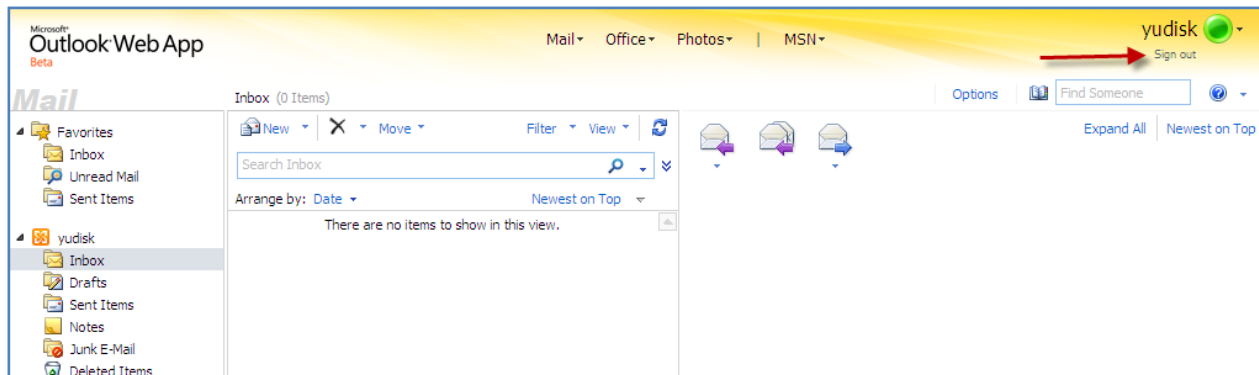 Microsoft®
Outlook Web App
Beta
Mail Office Photos | MSN
yudisk
Sign out
Mail
Inbox (0 Items)
Options
Find Someone
Favorites
Inbox
Unread Mail
Sent Items
yudisk
Inbox
Drafts
Sent Items
Notes
Junk E-Mail
Deleted Items
New Move Filter View
Search Inbox
Arrange by: Date Newest on Top
There are no items to show in this view.
Expand All Newest on Top